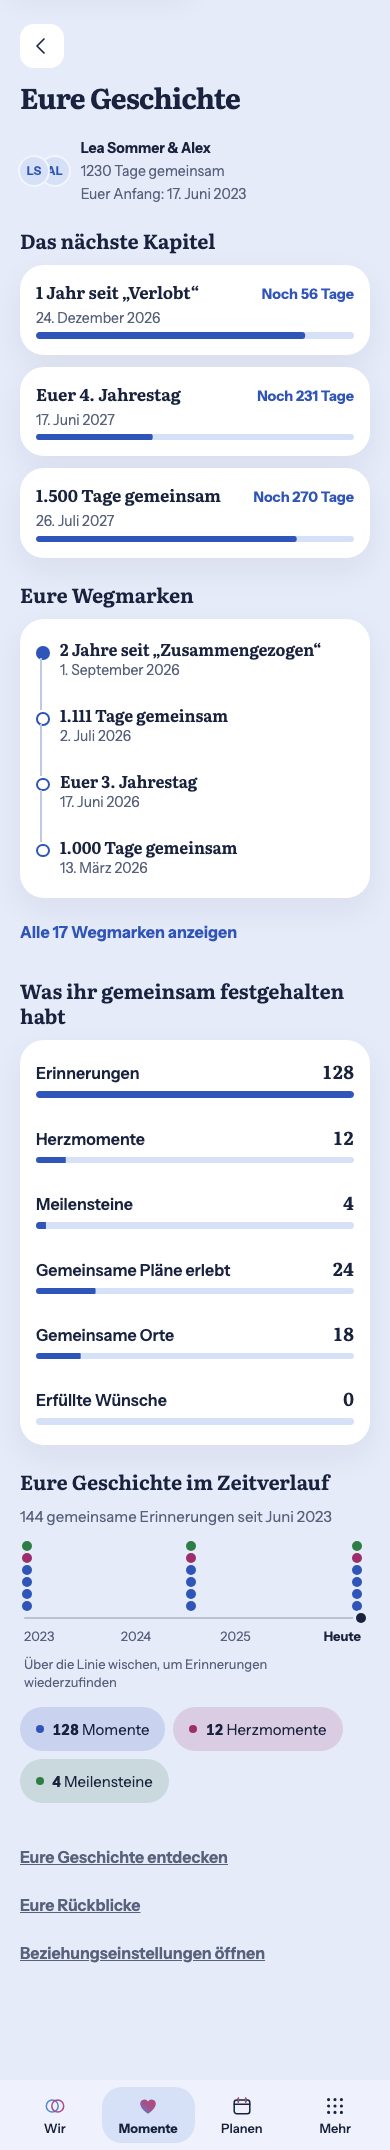 Eure Geschichte
LS AL
Lea Sommer & Alex
1230 Tage gemeinsam
Euer Anfang: 17. Juni 2023
Das nächste Kapitel
1 Jahr seit „Verlobt“
Noch 56 Tage
24. Dezember 2026
Euer 4. Jahrestag
Noch 231 Tage
17. Juni 2027
1.500 Tage gemeinsam
Noch 270 Tage
26. Juli 2027
Eure Wegmarken
2 Jahre seit „Zusammengezogen“
1. September 2026
1.111 Tage gemeinsam
2. Juli 2026
Euer 3. Jahrestag
17. Juni 2026
1.000 Tage gemeinsam
13. März 2026
Alle 17 Wegmarken anzeigen
Was ihr gemeinsam festgehalten
habt
Erinnerungen 128
Herzmomente 12
Meilensteine 4
Gemeinsame Pläne erlebt 24
Gemeinsame Orte 18
Erfüllte Wünsche 0
Eure Geschichte im Zeitverlauf
144 gemeinsame Erinnerungen seit Juni 2023
2023 2024 2025 Heute
Über die Linie wischen, um Erinnerungen
wiederzufinden
128 Momente
12 Herzmomente
4 Meilensteine
Eure Geschichte entdecken
Eure Rückblicke
Beziehungseinstellungen öffnen
Wir Momente Planen Mehr